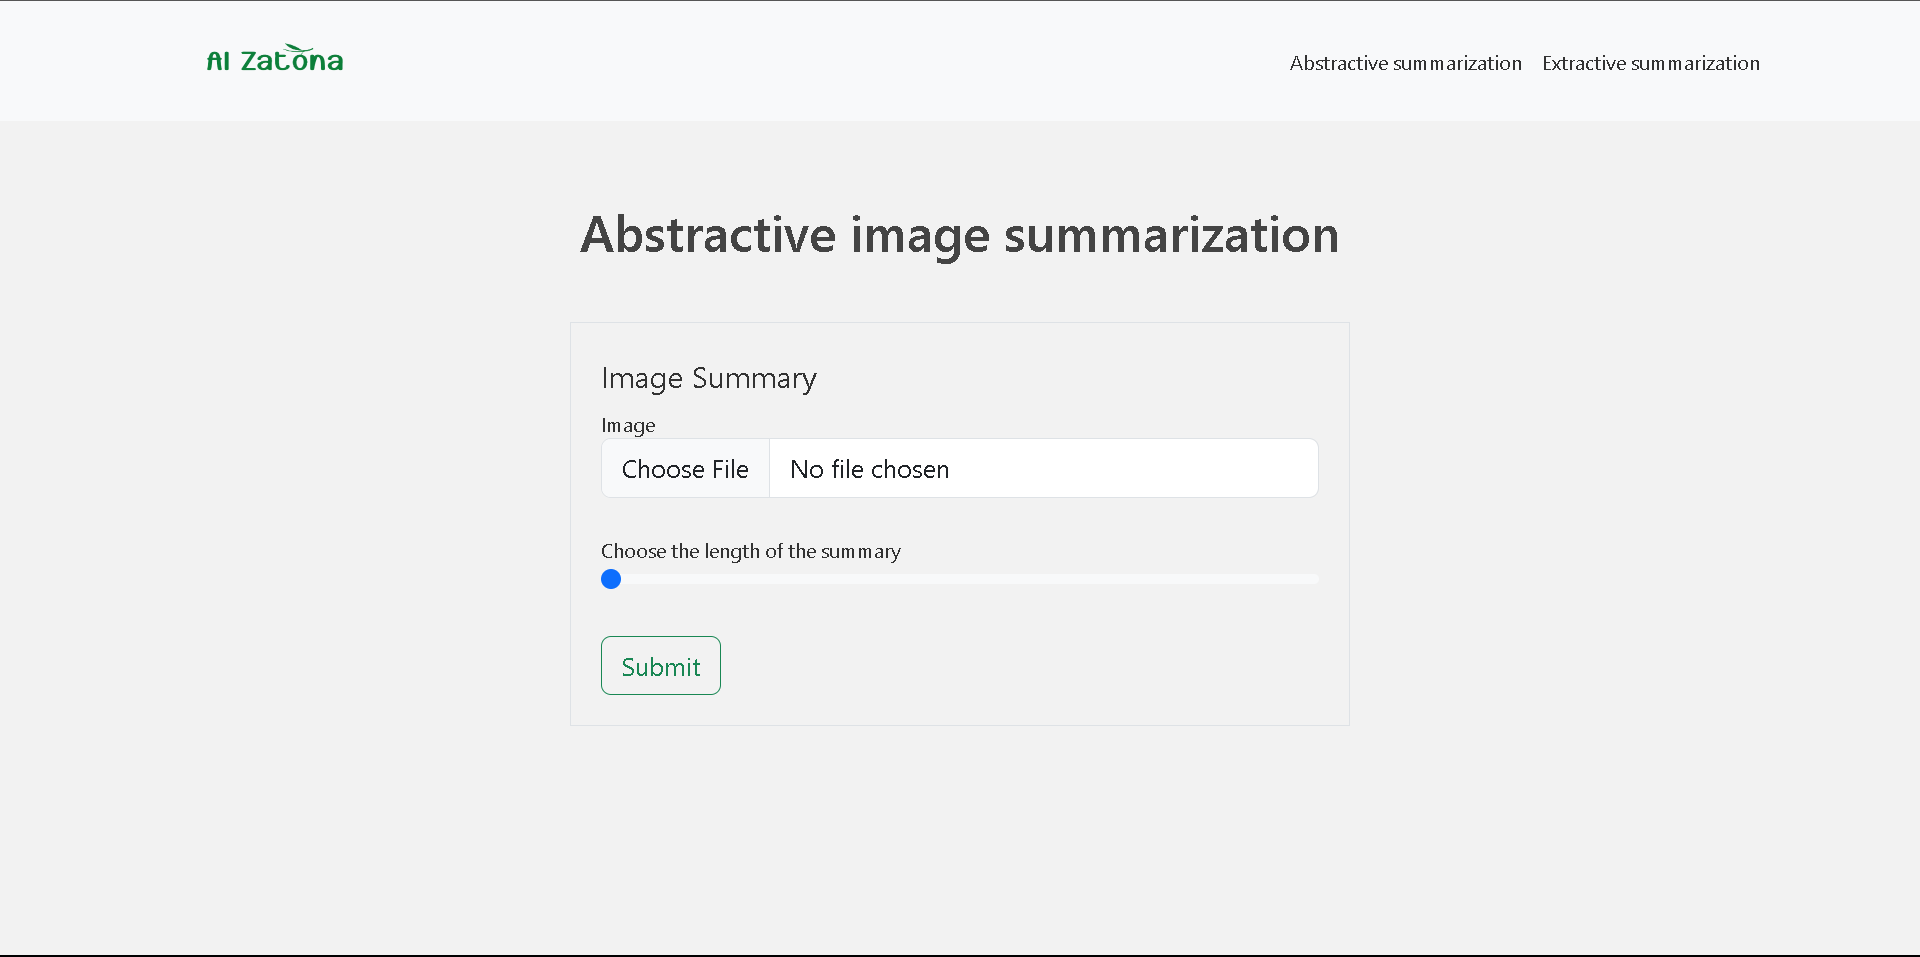 Al Zatona
Abstractive summarization Extractive summarization
Abstractive image summarization
Image Summary
Image
Choose File No file chosen
Choose the length of the summary
Submit